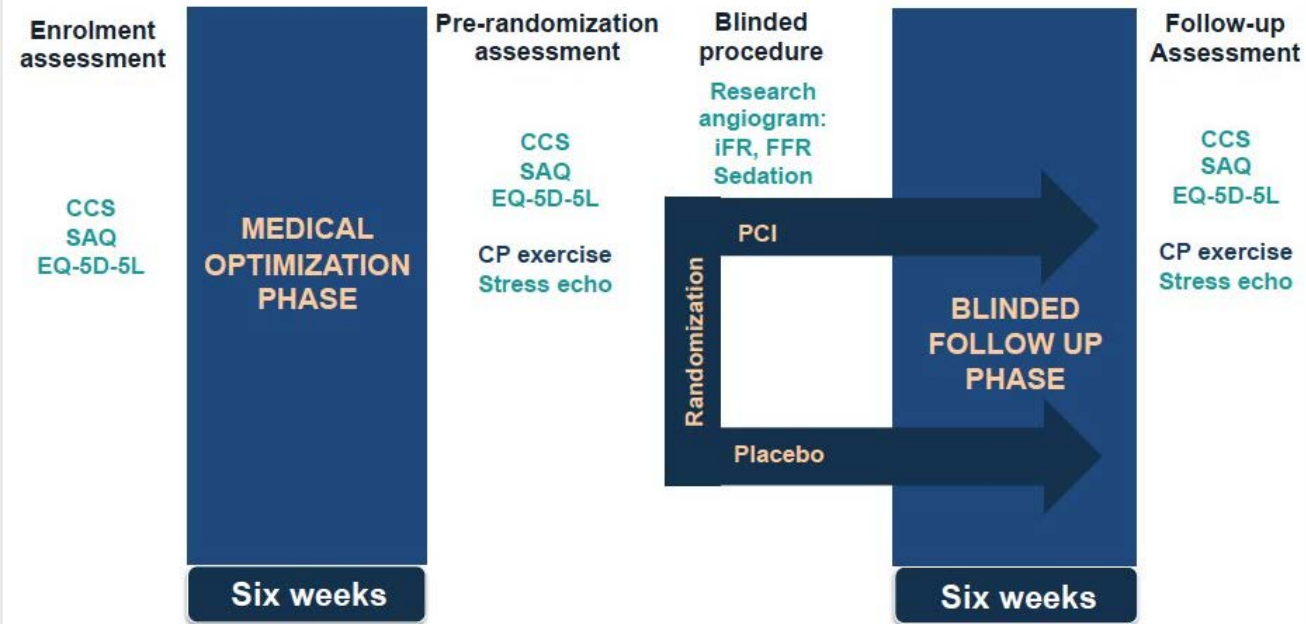 Enrolment
assessment
CCS
SAQ
EQ-5D-5L
MEDICAL
OPTIMIZATION
PHASE
Six weeks
Pre-randomization
assessment
CCS
SAQ
EQ-5D-5L
CP exercise
Stress echo
Blinded
procedure
Research
angiogram:
iFR, FFR
Sedation
Randomization
PCI
Placebo
BLINDED
FOLLOW UP
PHASE
Six weeks
Follow-up
Assessment
CCS
SAQ
EQ-5D-5L
CP exercise
Stress echo